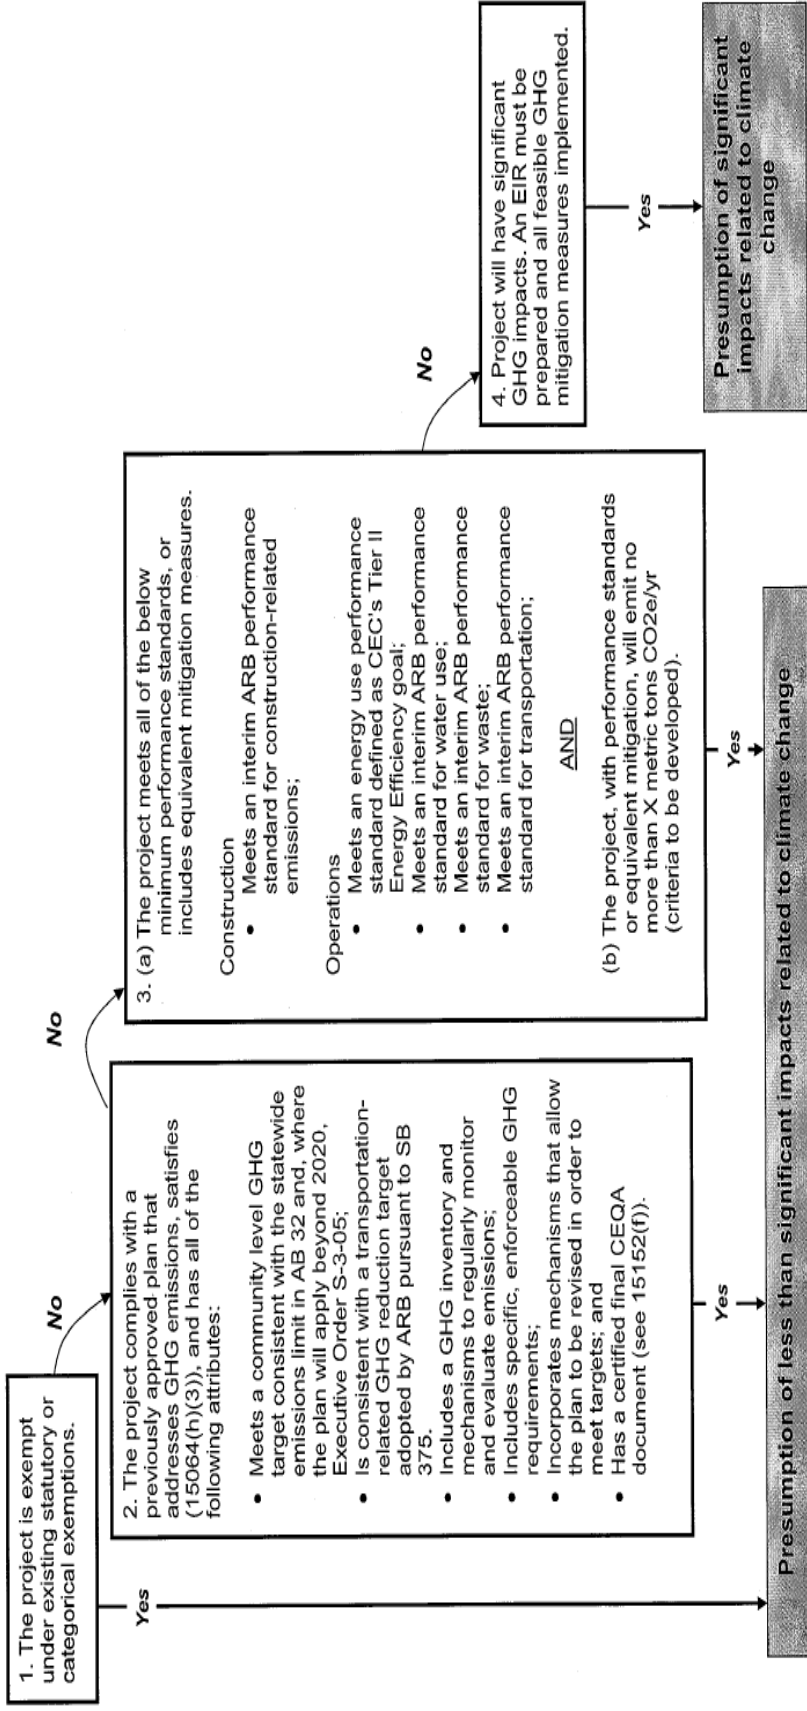 1. The project is exempt
under existing statutory or
categorical exemptions.
No
Yes
2. The project complies with a
previously approved plan that
addresses GHG emissions, satisfies
(15064(h)(3)), and has all of the
following attributes:
• Meets a community level GHG
target consistent with the statewide
emissions limit in AB 32 and, where
the plan will apply beyond 2020,
Executive Order S-3-05;
• Is consistent with a transportation-
related GHG reduction target
adopted by ARB pursuant to SB
375.
• Includes a GHG inventory and
mechanisms to regularly monitor
and evaluate emissions;
• Includes specific, enforceable GHG
requirements;
• Incorporates mechanisms that allow
the plan to be revised in order to
meet targets; and
• Has a certified final CEQA
document (see 15152(f)).
No
Yes
3. (a) The project meets all of the below
minimum performance standards, or
includes equivalent mitigation measures.
Construction
• Meets an interim ARB performance
standard for construction-related
emissions;
Operations
• Meets an energy use performance
standard defined as CEC's Tier II
Energy Efficiency goal;
• Meets an interim ARB performance
standard for water use;
• Meets an interim ARB performance
standard for waste;
• Meets an interim ARB performance
standard for transportation;
AND
(b) The project, with performance standards
or equivalent mitigation, will emit no
more than X metric tons CO2e/yr
(criteria to be developed).
No
Yes
4. Project will have significant
GHG impacts. An EIR must be
prepared and all feasible GHG
mitigation measures implemented.
Yes
Presumption of less than significant impacts related to climate change
Presumption of significant
impacts related to climate
change